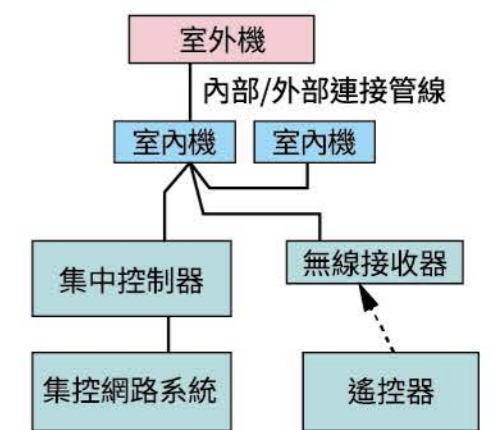 室外機
內部/外部連接管線
室內機
室內機
集中控制器
無線接收器
集控網路系統
遙控器